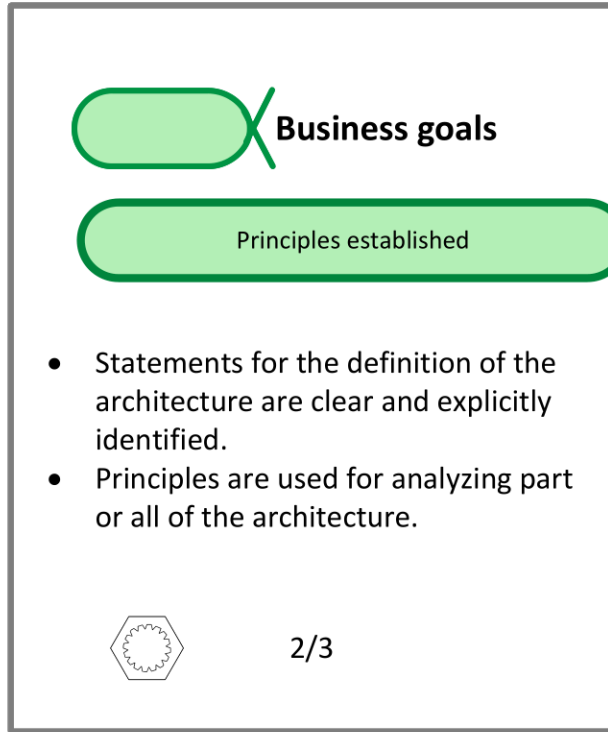 Business goals
Principles established
• Statements for the definition of the
architecture are clear and explicitly
identified.
• Principles are used for analyzing part
or all of the architecture.
2/3